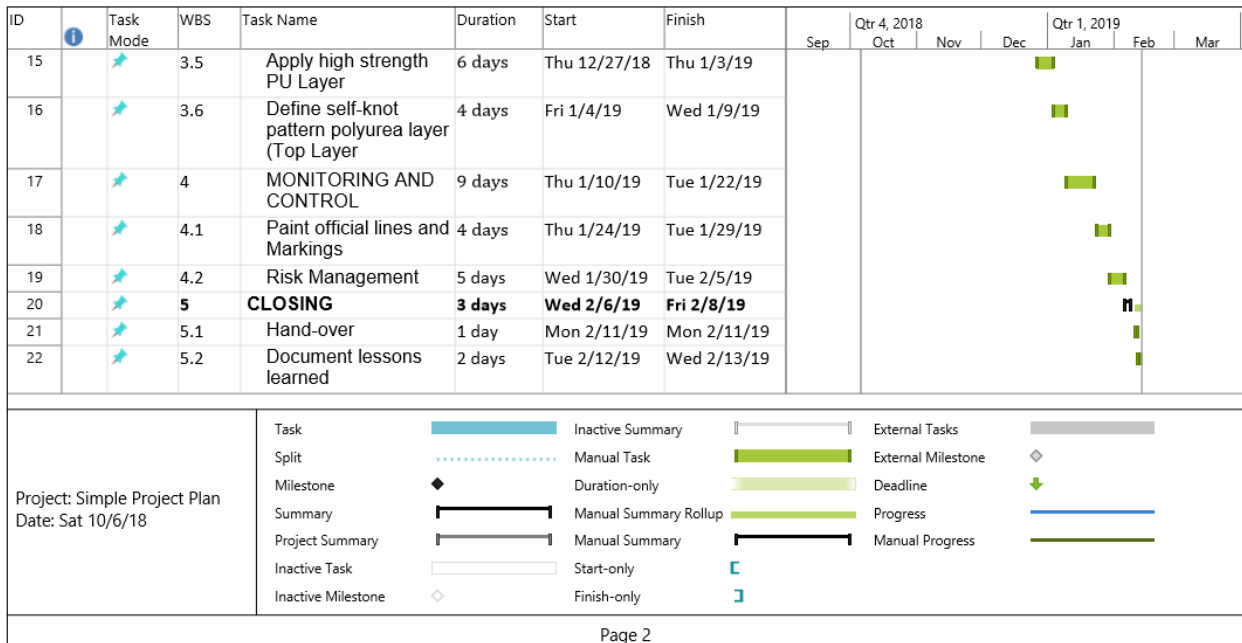 ID Task Mode WBS Task Name Duration Start Finish
Qtr 4, 2018 Qtr 1, 2019
Sep Oct Nov Dec Jan Feb Mar
15 3.5 Apply high strength 6 days Thu 12/27/18 Thu 1/3/19
PU Layer
16 3.6 Define self-knot 4 days Fri 1/4/19 Wed 1/9/19
pattern polyurea layer
(Top Layer
17 4 MONITORING AND 9 days Thu 1/10/19 Tue 1/22/19
CONTROL
18 4.1 Paint official lines and 4 days Thu 1/24/19 Tue 1/29/19
Markings
19 4.2 Risk Management 5 days Wed 1/30/19 Tue 2/5/19
20 5 CLOSING 3 days Wed 2/6/19 Fri 2/8/19
21 5.1 Hand-over 1 day Mon 2/11/19 Mon 2/11/19
22 5.2 Document lessons 2 days Tue 2/12/19 Wed 2/13/19
learned
Project: Simple Project Plan
Date: Sat 10/6/18
Task Inactive Summary External Tasks
Split Manual Task External Milestone
Milestone Duration-only Deadline
Summary Manual Summary Rollup Progress
Project Summary Manual Summary Manual Progress
Inactive Task Start-only
Inactive Milestone Finish-only
Page 2